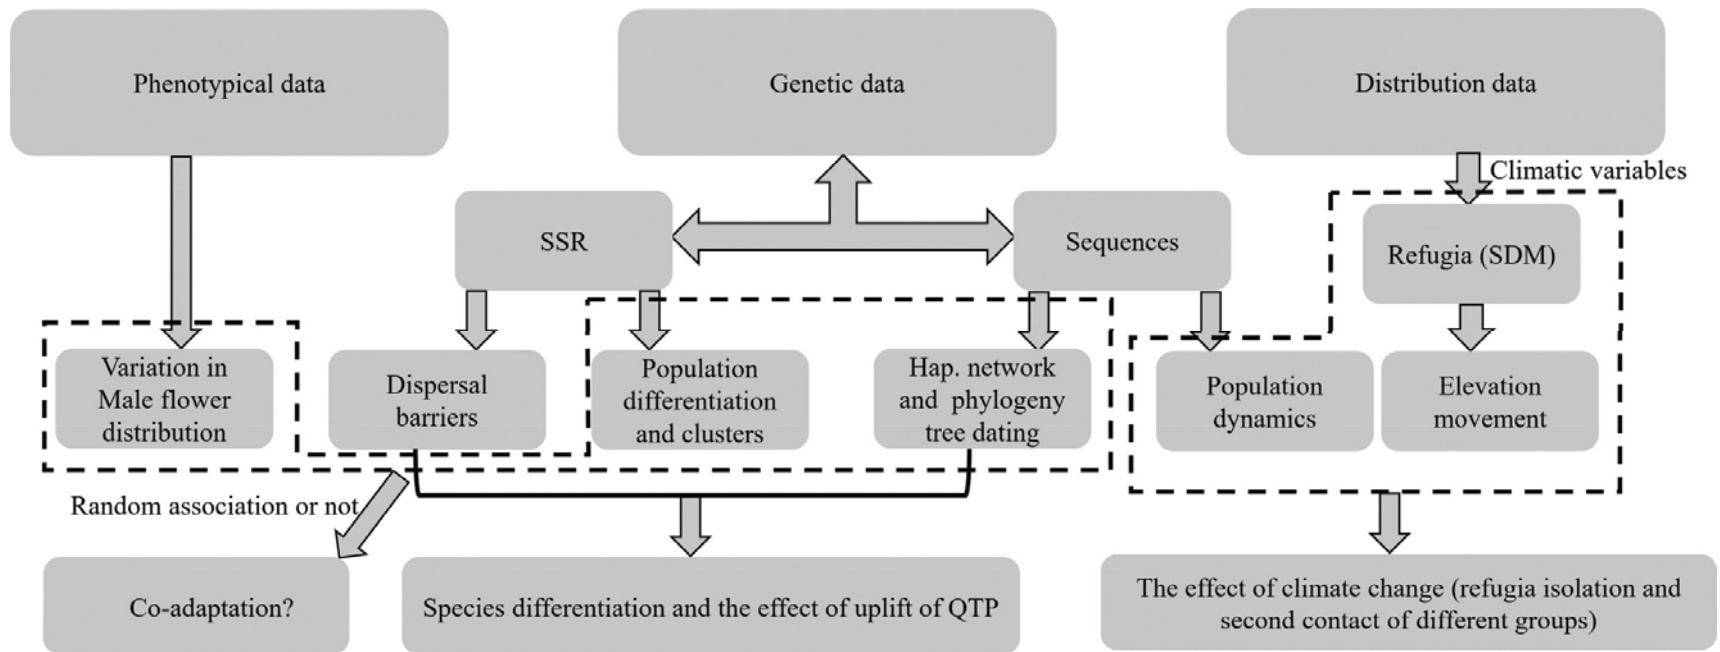 Phenotypical data
Genetic data
Distribution data
Climatic variables
SSR
Sequences
Refugia (SDM)
Variation in
Male flower
distribution
Dispersal
barriers
Population
differentiation
and clusters
Hap. network
and phylogeny
tree dating
Population
dynamics
Elevation
movement
Random association or not
Co-adaptation?
Species differentiation and the effect of uplift of QTP
The effect of climate change (refugia isolation and
second contact of different groups)